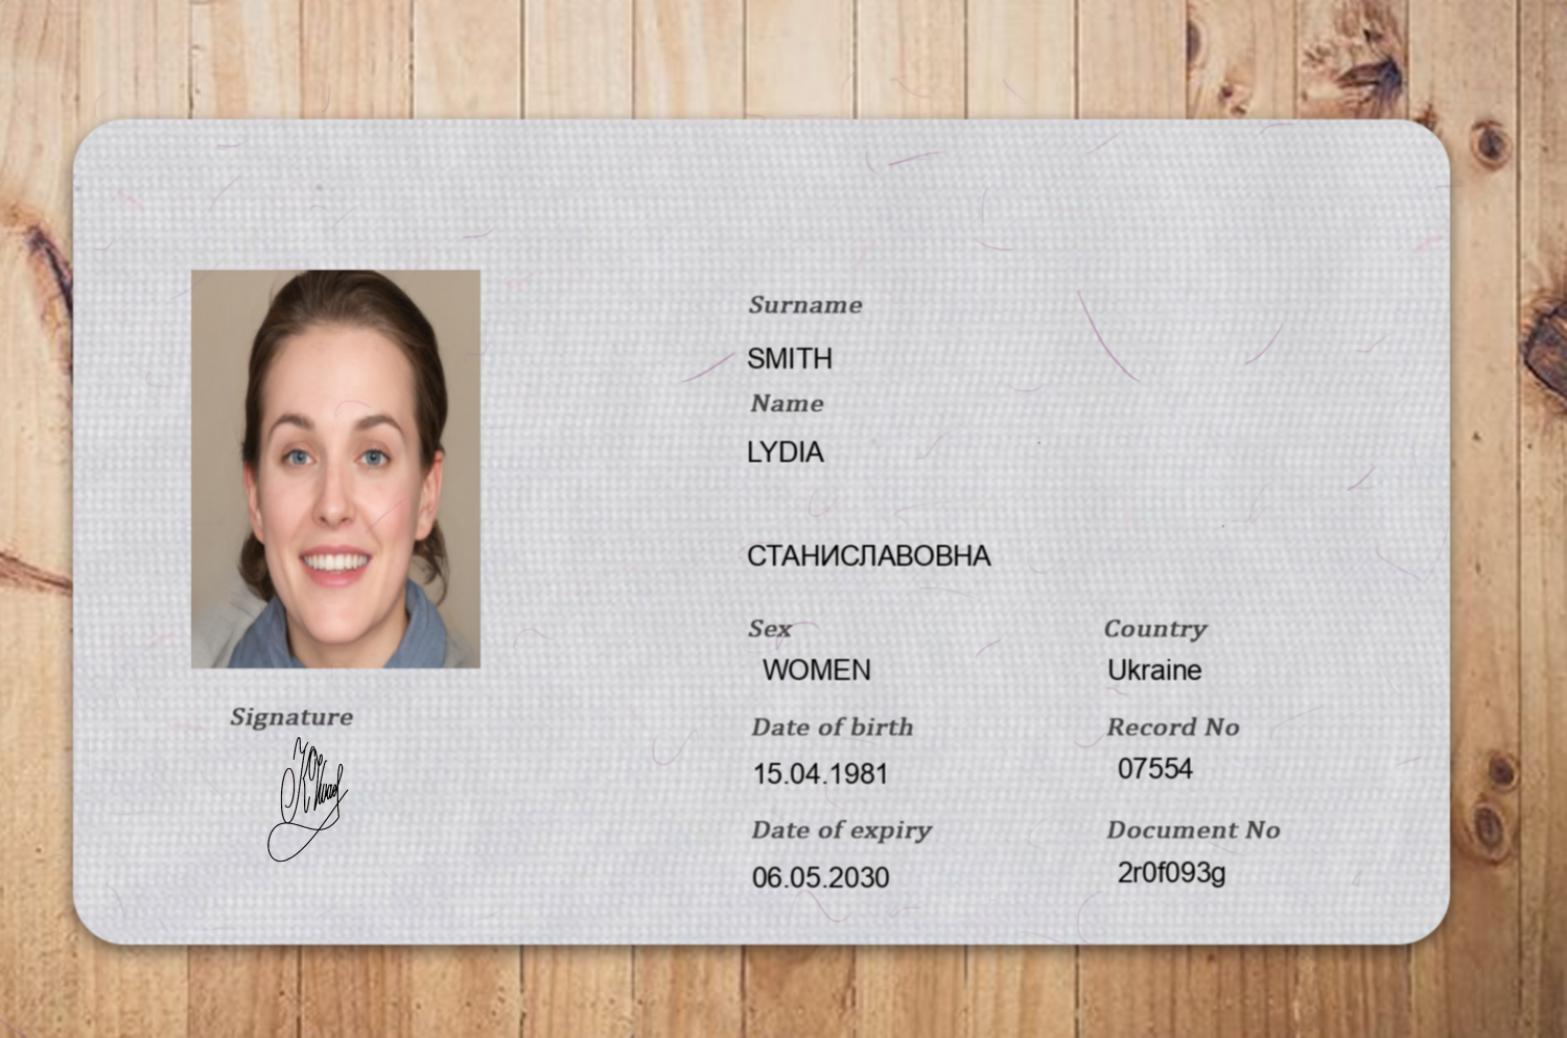 Surname
SMITH
Name
LYDIA
СТАНИСЛАВОВНА
Sex
Country
WOMEN
Ukraine
Date of birth
Record No
15.04.1981
07554
Date of expiry
Document No
06.05.2030
2r0f093g
Signature